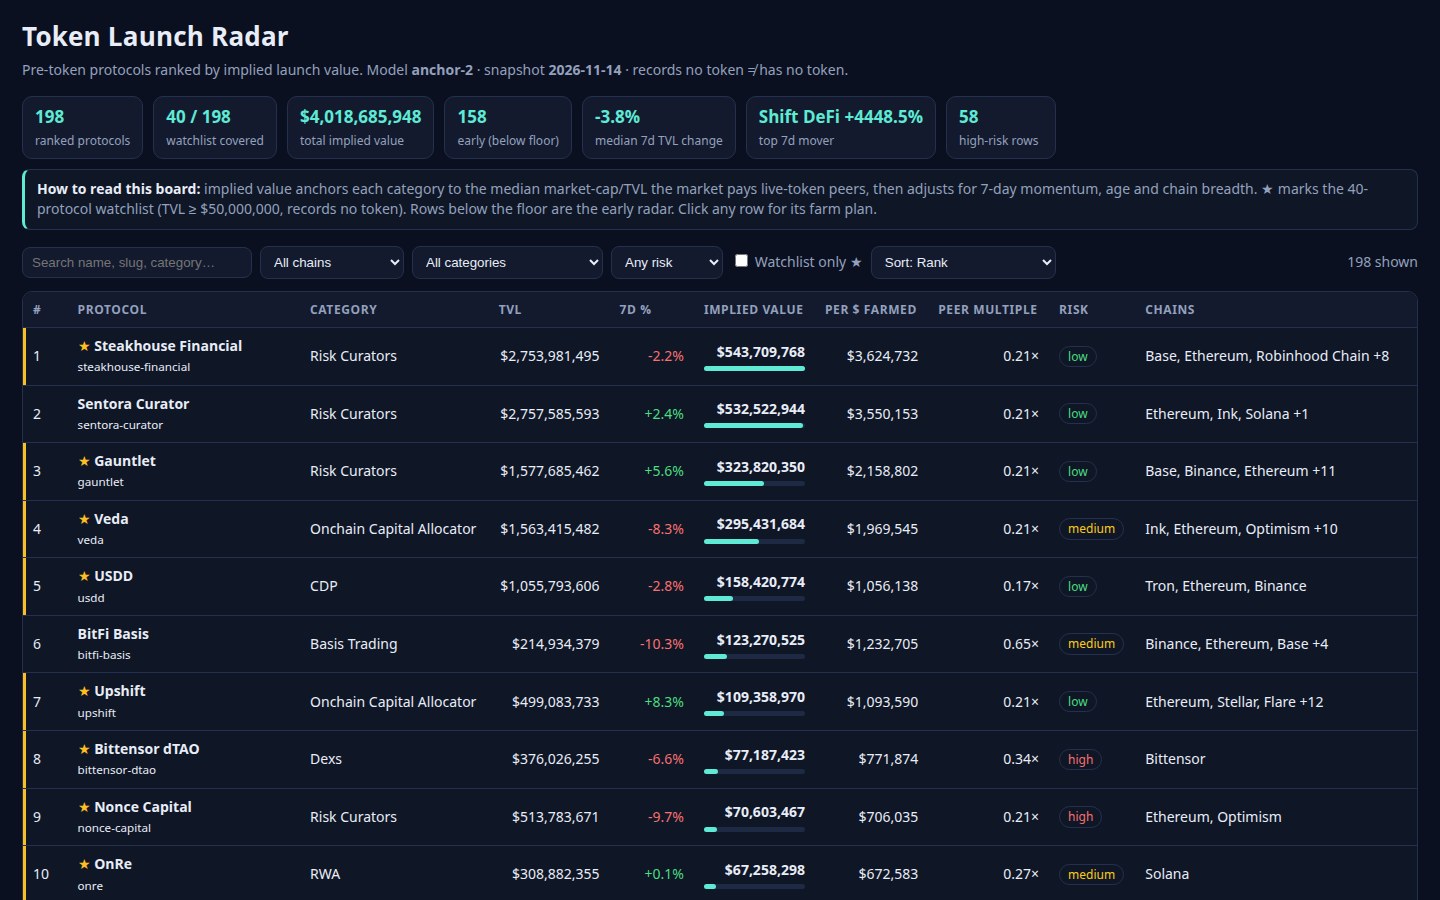 Token Launch Radar
Pre-token protocols ranked by implied launch value. Model anchor-2 · snapshot 2026-11-14 · records no token ≠ has no token.
198
ranked protocols
40 / 198
watchlist covered
$4,018,685,948
total implied value
158
early (below floor)
-3.8%
median 7d TVL change
Shift DeFi +4448.5%
top 7d mover
58
high-risk rows
How to read this board: implied value anchors each category to the median market-cap/TVL the market pays live-token peers, then adjusts for 7-day momentum, age and chain breadth. ★ marks the 40-
protocol watchlist (TVL ≥ $50,000,000, records no token). Rows below the floor are the early radar. Click any row for its farm plan.
Search name, slug, category… All chains All categories Any risk Watchlist only ★ Sort: Rank 198 shown
# PROTOCOL CATEGORY TVL 7D % IMPLIED VALUE PER $ FARMED PEER MULTIPLE RISK CHAINS
1 ★ Steakhouse Financial Risk Curators $2,753,981,495 -2.2% $543,709,768 $3,624,732 0.21× low Base, Ethereum, Robinhood Chain +8
steakhouse-financial
2 Sentora Curator Risk Curators $2,757,585,593 +2.4% $532,522,944 $3,550,153 0.21× low Ethereum, Ink, Solana +1
sentora-curator
3 ★ Gauntlet Risk Curators $1,577,685,462 +5.6% $323,820,350 $2,158,802 0.21× low Base, Binance, Ethereum +11
gauntlet
4 ★ Veda Onchain Capital Allocator $1,563,415,482 -8.3% $295,431,684 $1,969,545 0.21× medium Ink, Ethereum, Optimism +10
veda
5 ★ USDD CDP $1,055,793,606 -2.8% $158,420,774 $1,056,138 0.17× low Tron, Ethereum, Binance
usdd
6 BitFi Basis Basis Trading $214,934,379 -10.3% $123,270,525 $1,232,705 0.65× medium Binance, Ethereum, Base +4
bitfi-basis
7 ★ Upshift Onchain Capital Allocator $499,083,733 +8.3% $109,358,970 $1,093,590 0.21× low Ethereum, Stellar, Flare +12
upshift
8 ★ Bittensor dTAO Dexs $376,026,255 -6.6% $77,187,423 $771,874 0.34× high Bittensor
bittensor-dtao
9 ★ Nonce Capital Risk Curators $513,783,671 -9.7% $70,603,467 $706,035 0.21× high Ethereum, Optimism
nonce-capital
10 ★ OnRe RWA $308,882,355 +0.1% $67,258,298 $672,583 0.27× medium Solana
onre